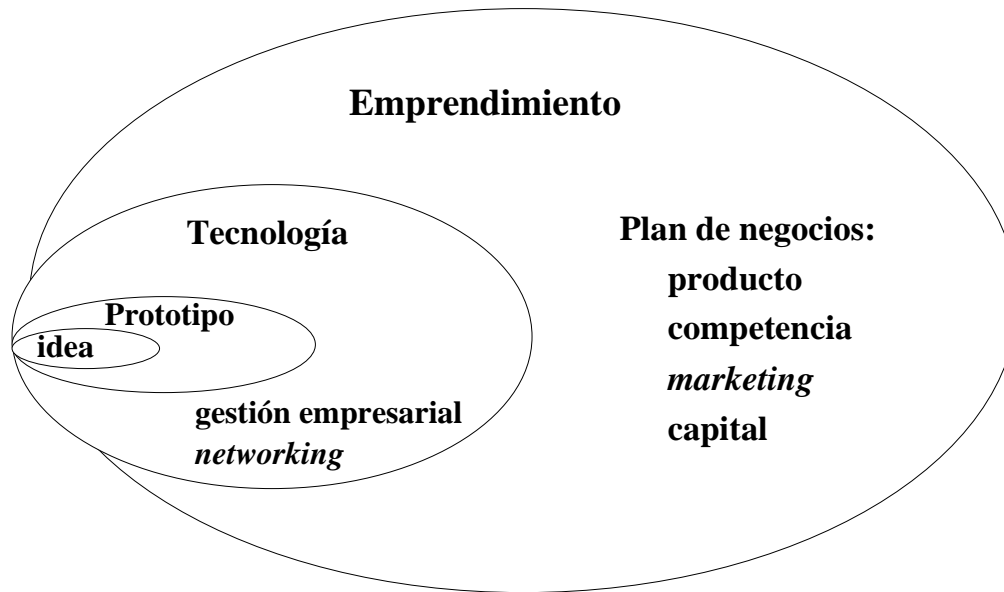 Emprendimiento
Tecnología
Prototipo
idea
gestión empresarial
networking
Plan de negocios:
producto
competencia
marketing
capital